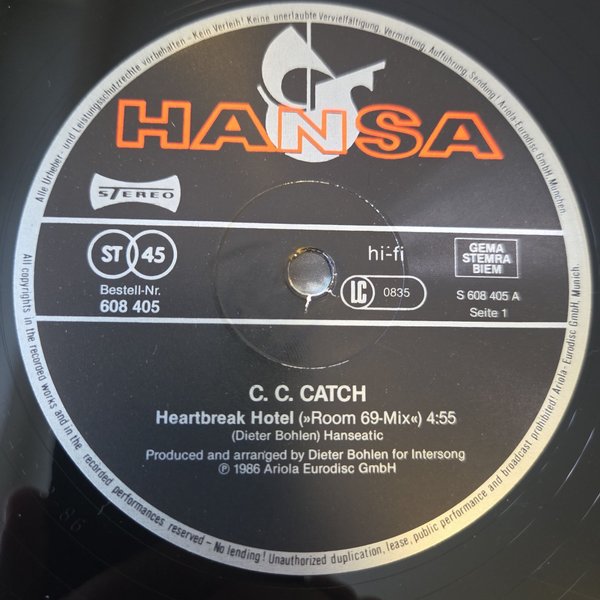 Alle Urheber- und Leistungsschutzrechte vorbehalten - Kein Verleih! Keine unerlaubte Vervielfältigung, Vermietung, Aufführung, Sendung! Ariola Eurodisc GmbH, München.
HANSA
STEREO
ST 45
hi-fi
GEMA
STEMRA
BIEM
Bestell-Nr.
608 405
LC 0835
S 608 405 A
Seite 1
C. C. CATCH
Heartbreak Hotel (»Room 69-Mix«) 4:55
(Dieter Bohlen) Hanseatic
Produced and arranged by Dieter Bohlen for Intersong
℗ 1986 Ariola Eurodisc GmbH
All copyrights in the recorded works and in the recorded performances reserved - No lending! Unauthorized duplication, lease, public performance and broadcast prohibited! Ariola-Eurodisc GmbH, Munich.